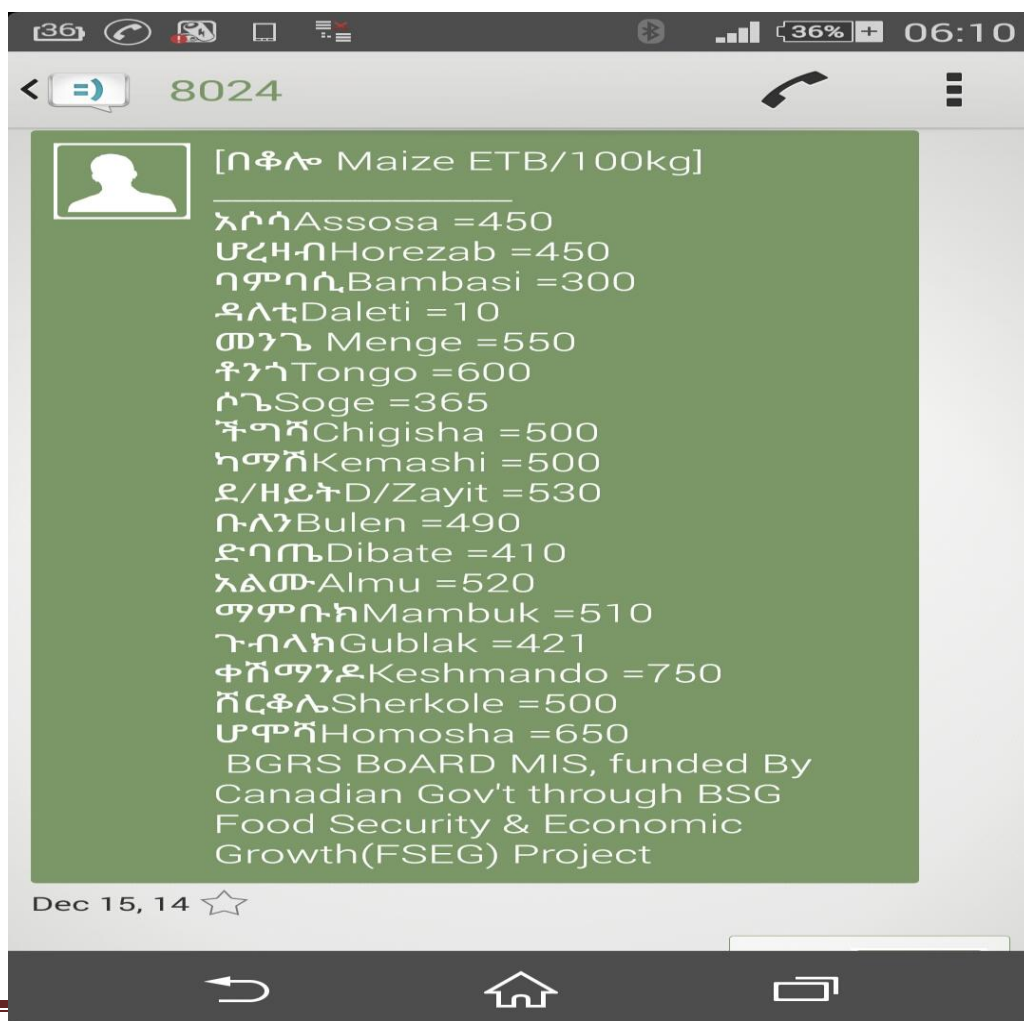 36 36% 06:10
=) 8024
[በቆሎ Maize ETB/100kg]
አሶሳAssosa =450
ሆረዛብHorezab =450
ባምባሲBambasi =300
ዳለቲDaleti =10
መንጌ Menge =550
ቶንጎTongo =600
ሶጌSoge =365
ችግሻChigisha =500
ካማሽKemashi =500
ደ/ዘይትD/Zayit =530
ቡለንBulen =490
ድባጤDibate =410
አልሙAlmu =520
ማምቡክMambuk =510
ጉብላክGublak =421
ቀሽማንዶKeshmando =750
ሸርቆሌSherkole =500
ሆሞሻHomosha =650
BGRS BoARD MIS, funded By
Canadian Gov't through BSG
Food Security & Economic
Growth(FSEG) Project
Dec 15, 14